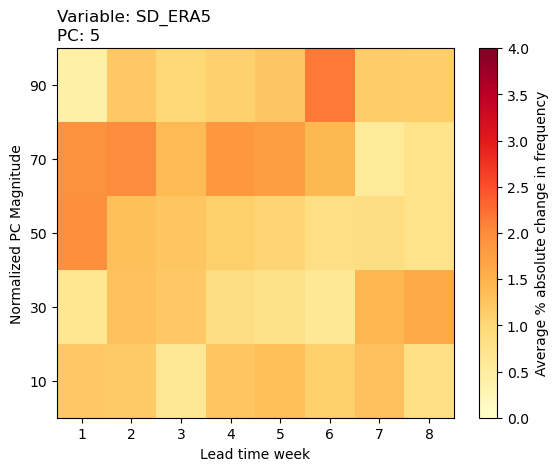 Variable: SD_ERA5
PC: 5
90
70
50
30
10
Normalized PC Magnitude
1 2 3 4 5 6 7 8
Lead time week
4.0
3.5
3.0
2.5
2.0
1.5
1.0
0.5
0.0
Average % absolute change in frequency